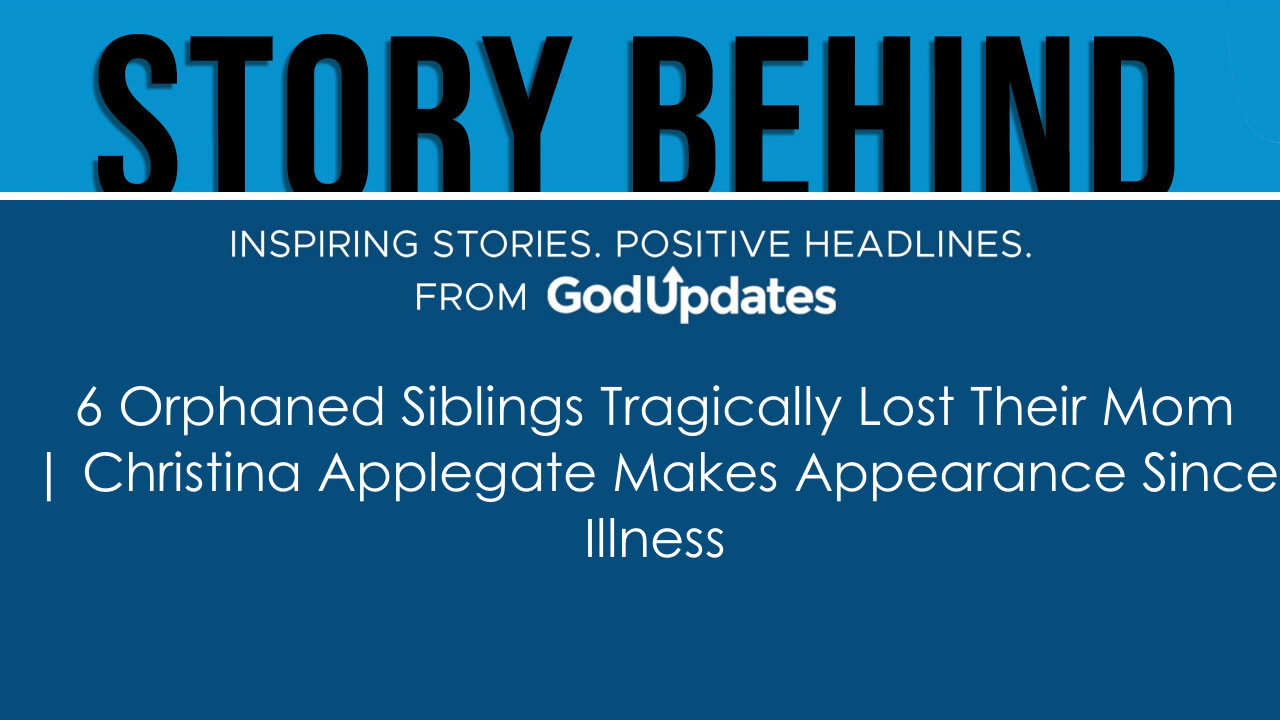 STORY BEHIND
INSPIRING STORIES. POSITIVE HEADLINES.
FROM GodUpdates
6 Orphaned Siblings Tragically Lost Their Mom
| Christina Applegate Makes Appearance Since
Illness